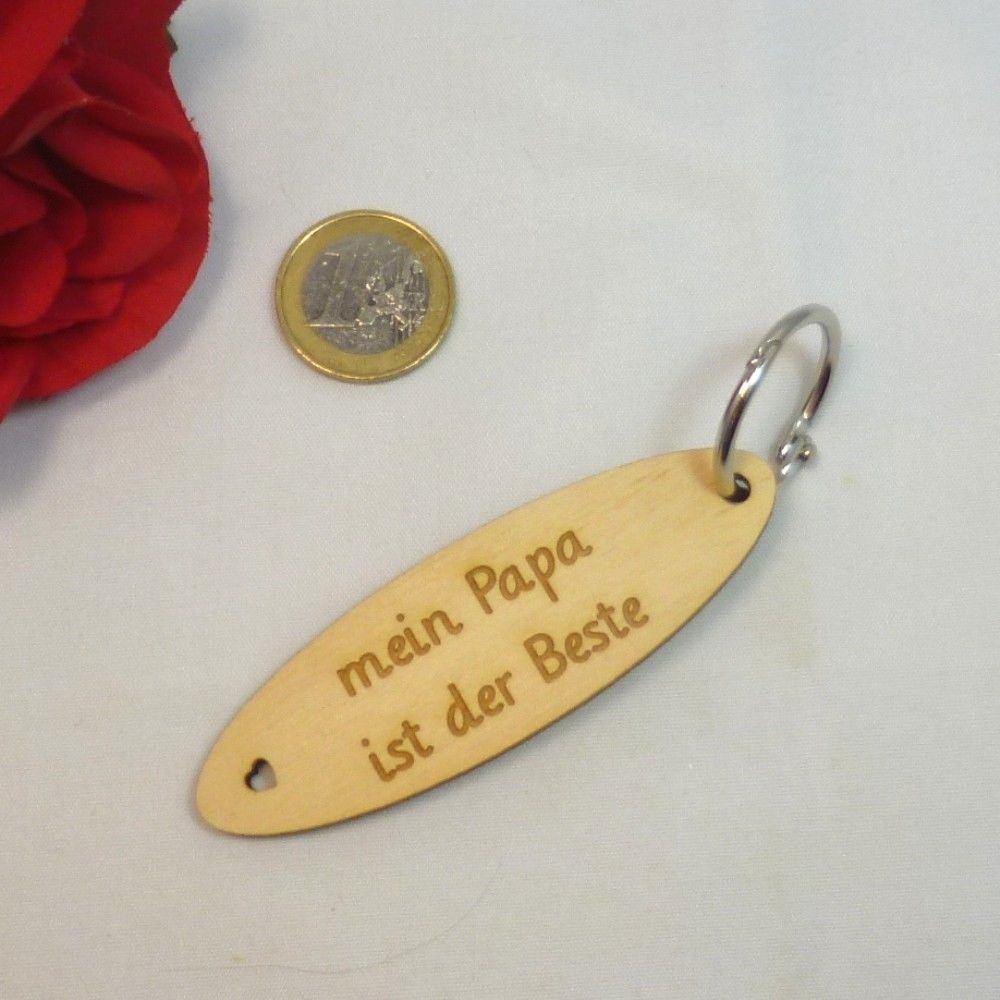 mein Papa
ist der Beste